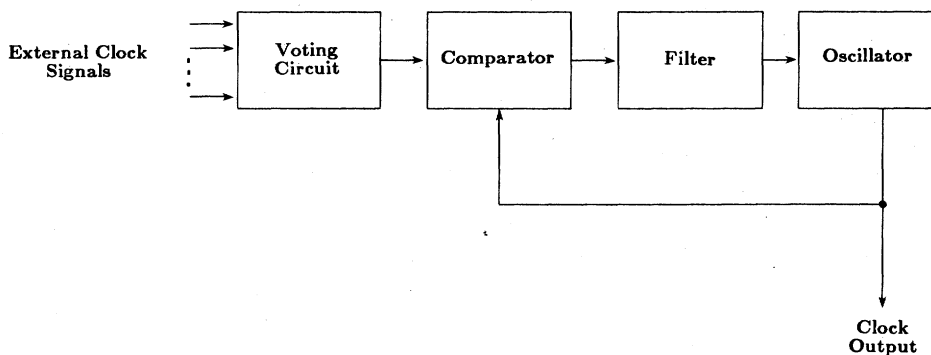 External Clock
Signals
Voting
Circuit
Comparator
Filter
Oscillator
Clock
Output